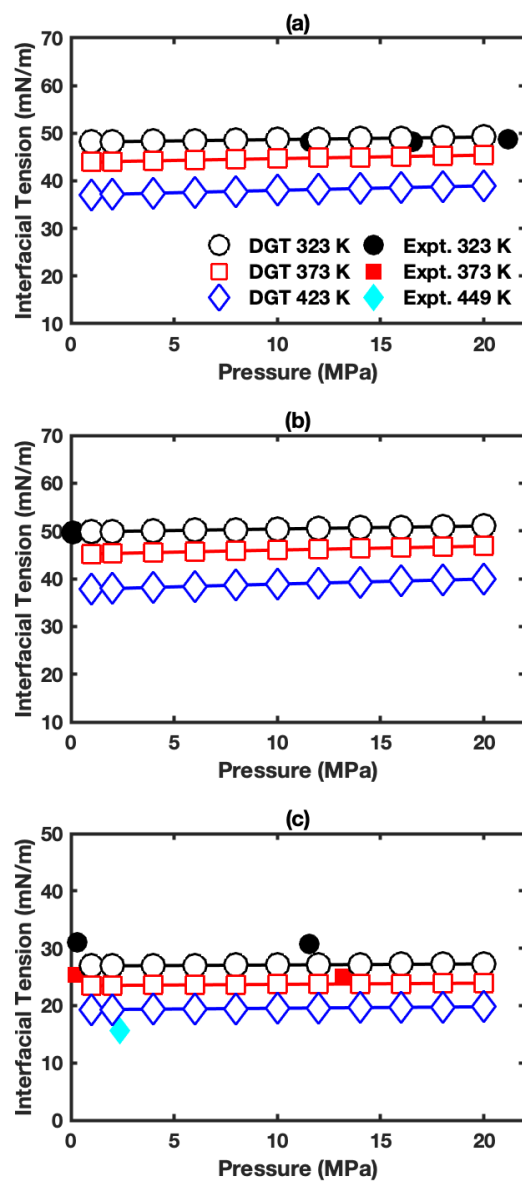 (a)
70
60
50
40
30
20
10
Interfacial Tension (mN/m)
DGT 323 K Expt. 323 K
DGT 373 K Expt. 373 K
DGT 423 K Expt. 449 K
0 5 10 15 20
Pressure (MPa)
(b)
70
60
50
40
30
20
10
Interfacial Tension (mN/m)
0 5 10 15 20
Pressure (MPa)
(c)
50
40
30
20
10
0
Interfacial Tension (mN/m)
0 5 10 15 20
Pressure (MPa)